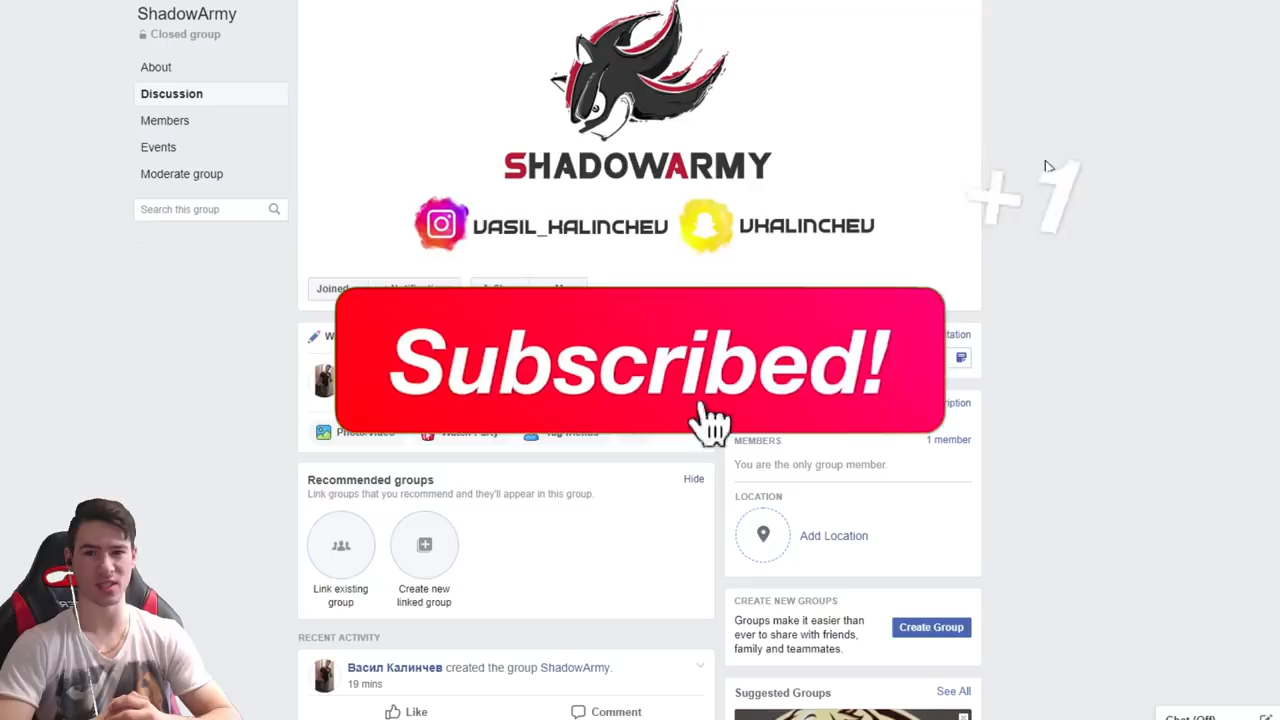 ShadowArmy
Closed group
About
Discussion
Members
Events
Moderate group
Search this group
SHADOWARMY
VASIL_KALINCHEV
VKALINCHEV
+1
Joined
Subscribed!
MEMBERS
1 member
You are the only group member.
LOCATION
Add Location
Recommended groups
Hide
Link groups that you recommend and they'll appear in this group.
Link existing
group
Create new
linked group
CREATE NEW GROUPS
Groups make it easier than
ever to share with friends,
family and teammates.
Create Group
RECENT ACTIVITY
Васил Калинчев created the group ShadowArmy.
19 mins
Like
Comment
Suggested Groups
See All